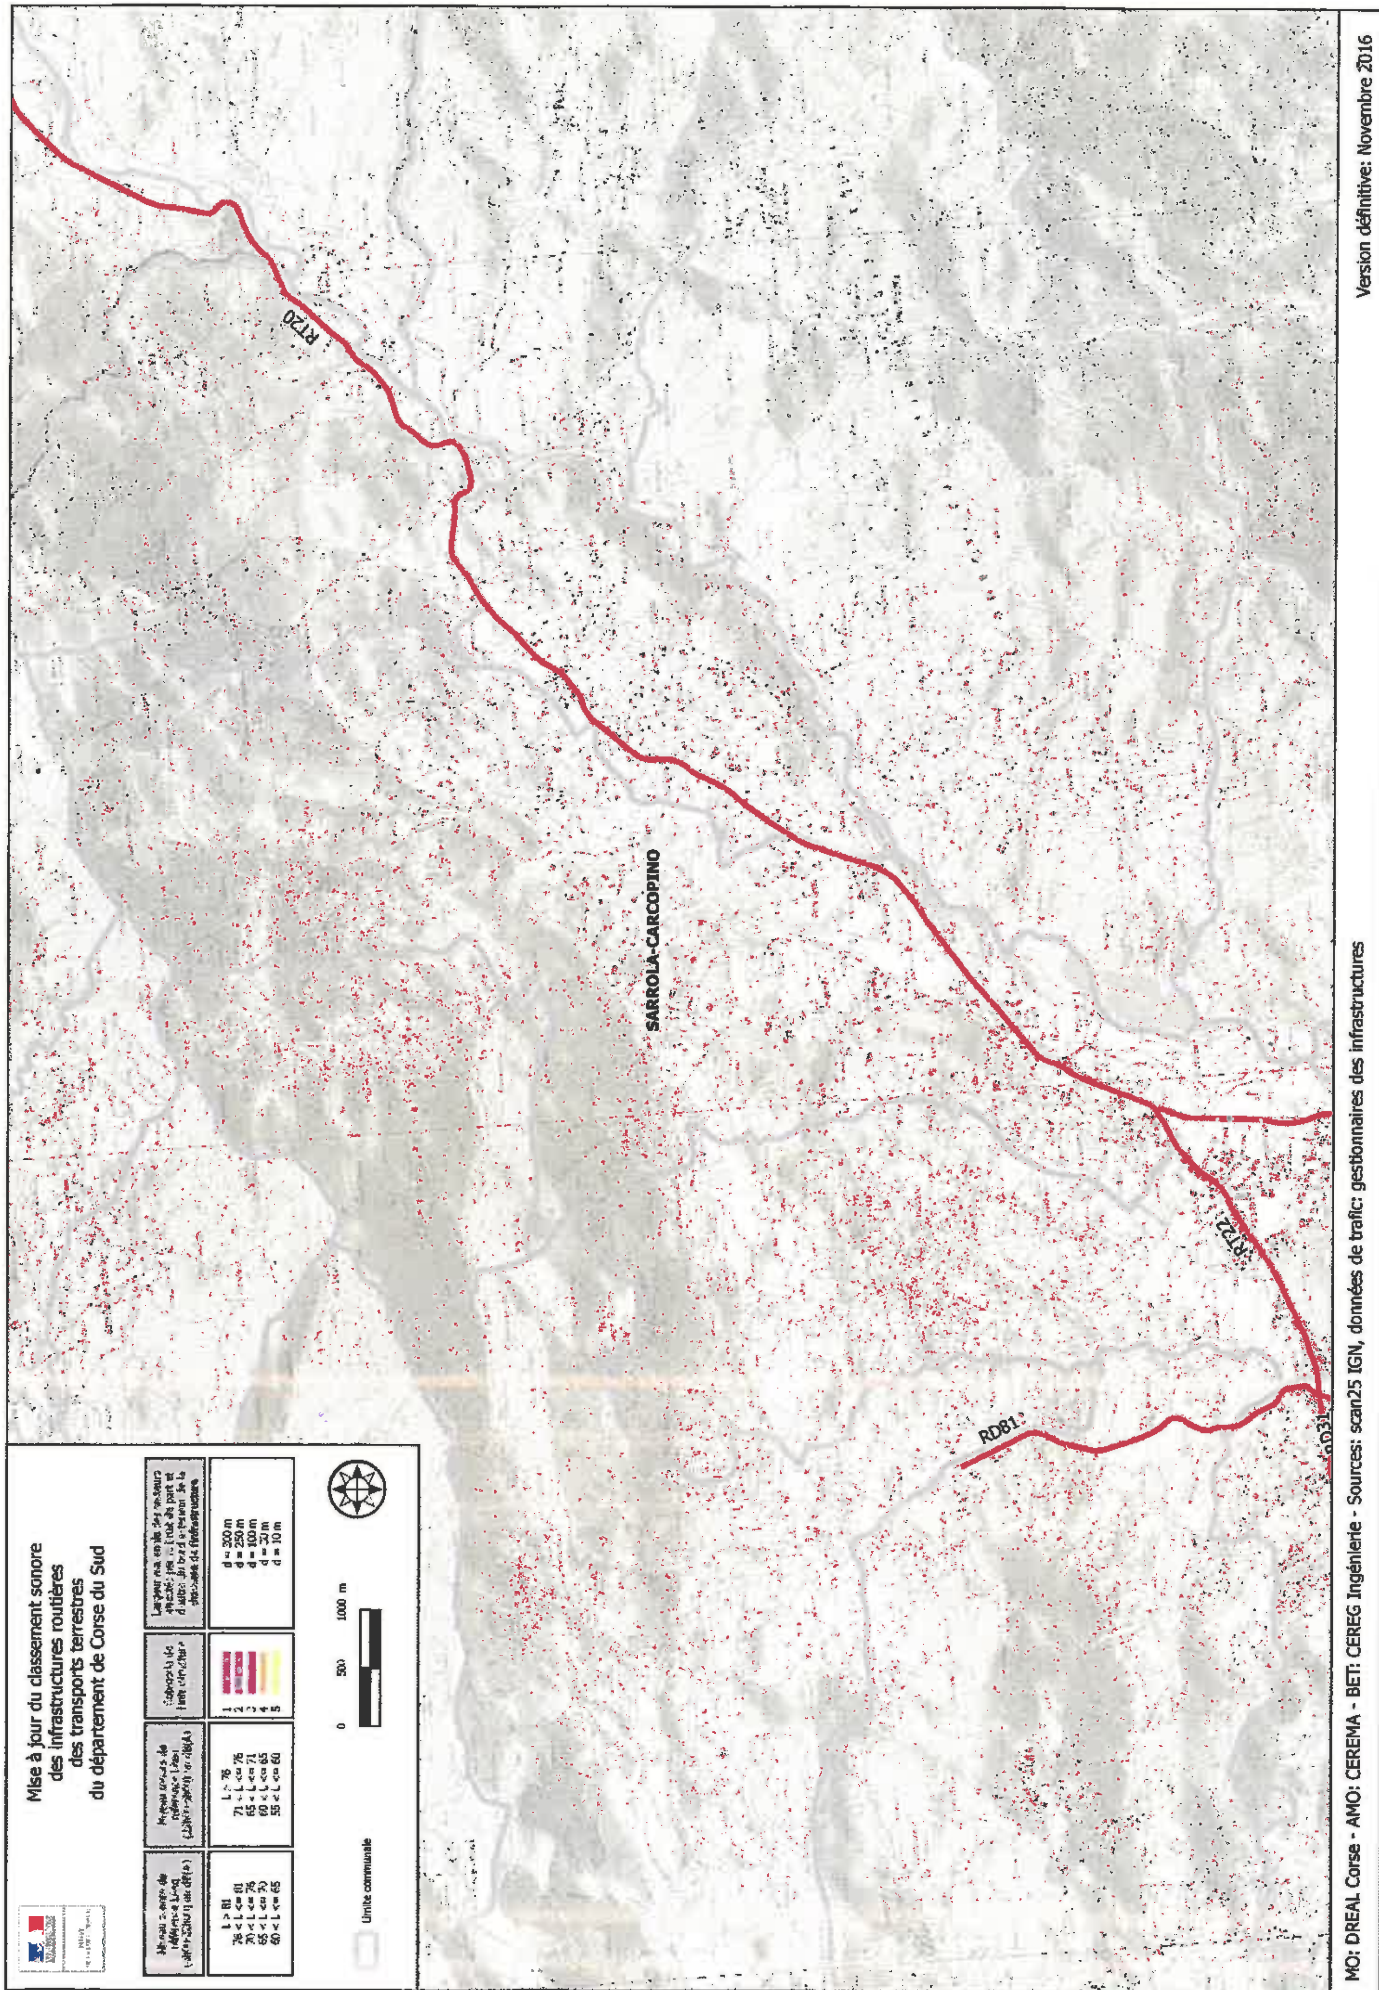 Mise à jour du classement sonore
des infrastructures routières
des transports terrestres
du département de Corse du Sud
L > 81
76 < L <= 81
70 < L <= 76
65 < L <= 70
60 < L <= 65
L > 76
71 < L <= 76
65 < L <= 71
60 < L <= 65
55 < L <= 60
1
2
3
4
5
d = 300 m
d = 250 m
d = 100 m
d = 30 m
d = 10 m
Limite communale
0 500 1000 m
RT20
SARROLA-CARCOPINO
RT22
RD81
RD31
MO: DREAL Corse - AMO: CEREMA - BET: CEREG Ingénierie - Sources: scan25 IGN, données de trafic: gestionnaires des infrastructures
Version définitive: Novembre 2016